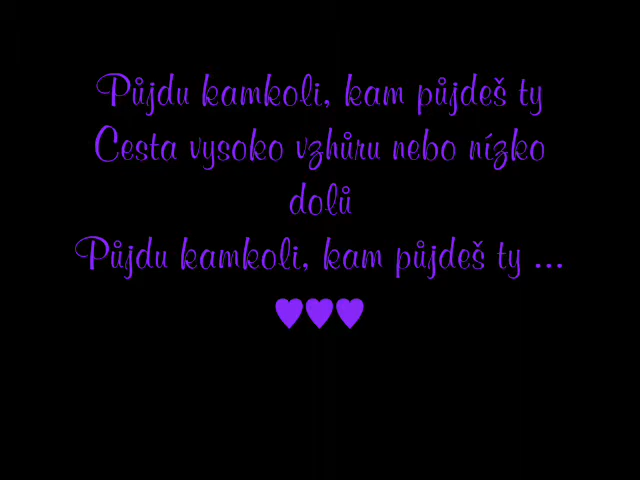 Půjdu kamkoli, kam půjdeš ty
Cesta vysoko vzhůru nebo nízko
dolů
Půjdu kamkoli, kam půjdeš ty ...
♥♥♥